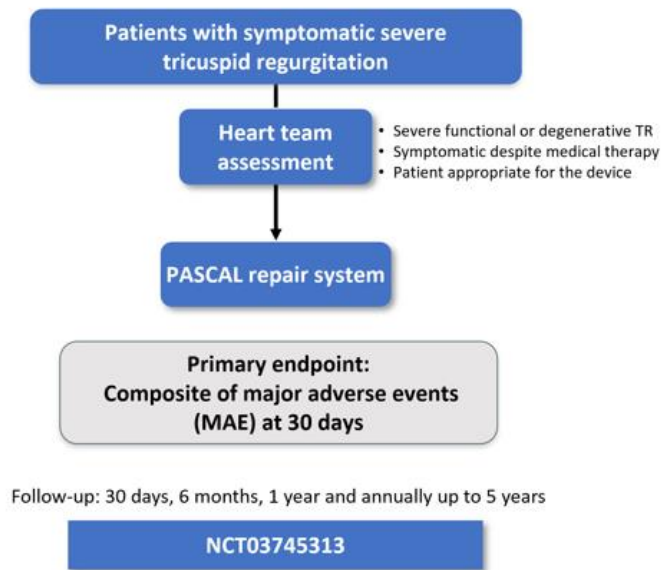 Patients with symptomatic severe
tricuspid regurgitation
Heart team
assessment
• Severe functional or degenerative TR
• Symptomatic despite medical therapy
• Patient appropriate for the device
PASCAL repair system
Primary endpoint:
Composite of major adverse events
(MAE) at 30 days
Follow-up: 30 days, 6 months, 1 year and annually up to 5 years
NCT03745313